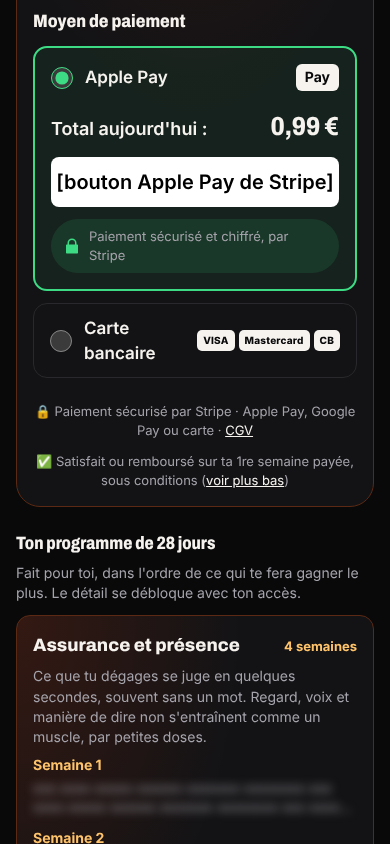 Moyen de paiement
Apple Pay
Pay
Total aujourd'hui :
0,99 €
[bouton Apple Pay de Stripe]
Paiement sécurisé et chiffré, par
Stripe
Carte
bancaire
VISA
Mastercard
CB
🔒 Paiement sécurisé par Stripe · Apple Pay, Google
Pay ou carte · CGV
✅ Satisfait ou remboursé sur ta 1re semaine payée,
sous conditions (voir plus bas)
Ton programme de 28 jours
Fait pour toi, dans l'ordre de ce qui te fera gagner le
plus. Le détail se débloque avec ton accès.
Assurance et présence
4 semaines
Ce que tu dégages se juge en quelques
secondes, souvent sans un mot. Regard, voix et
manière de dire non s'entraînent comme un
muscle, par petites doses.
Semaine 1
Semaine 2